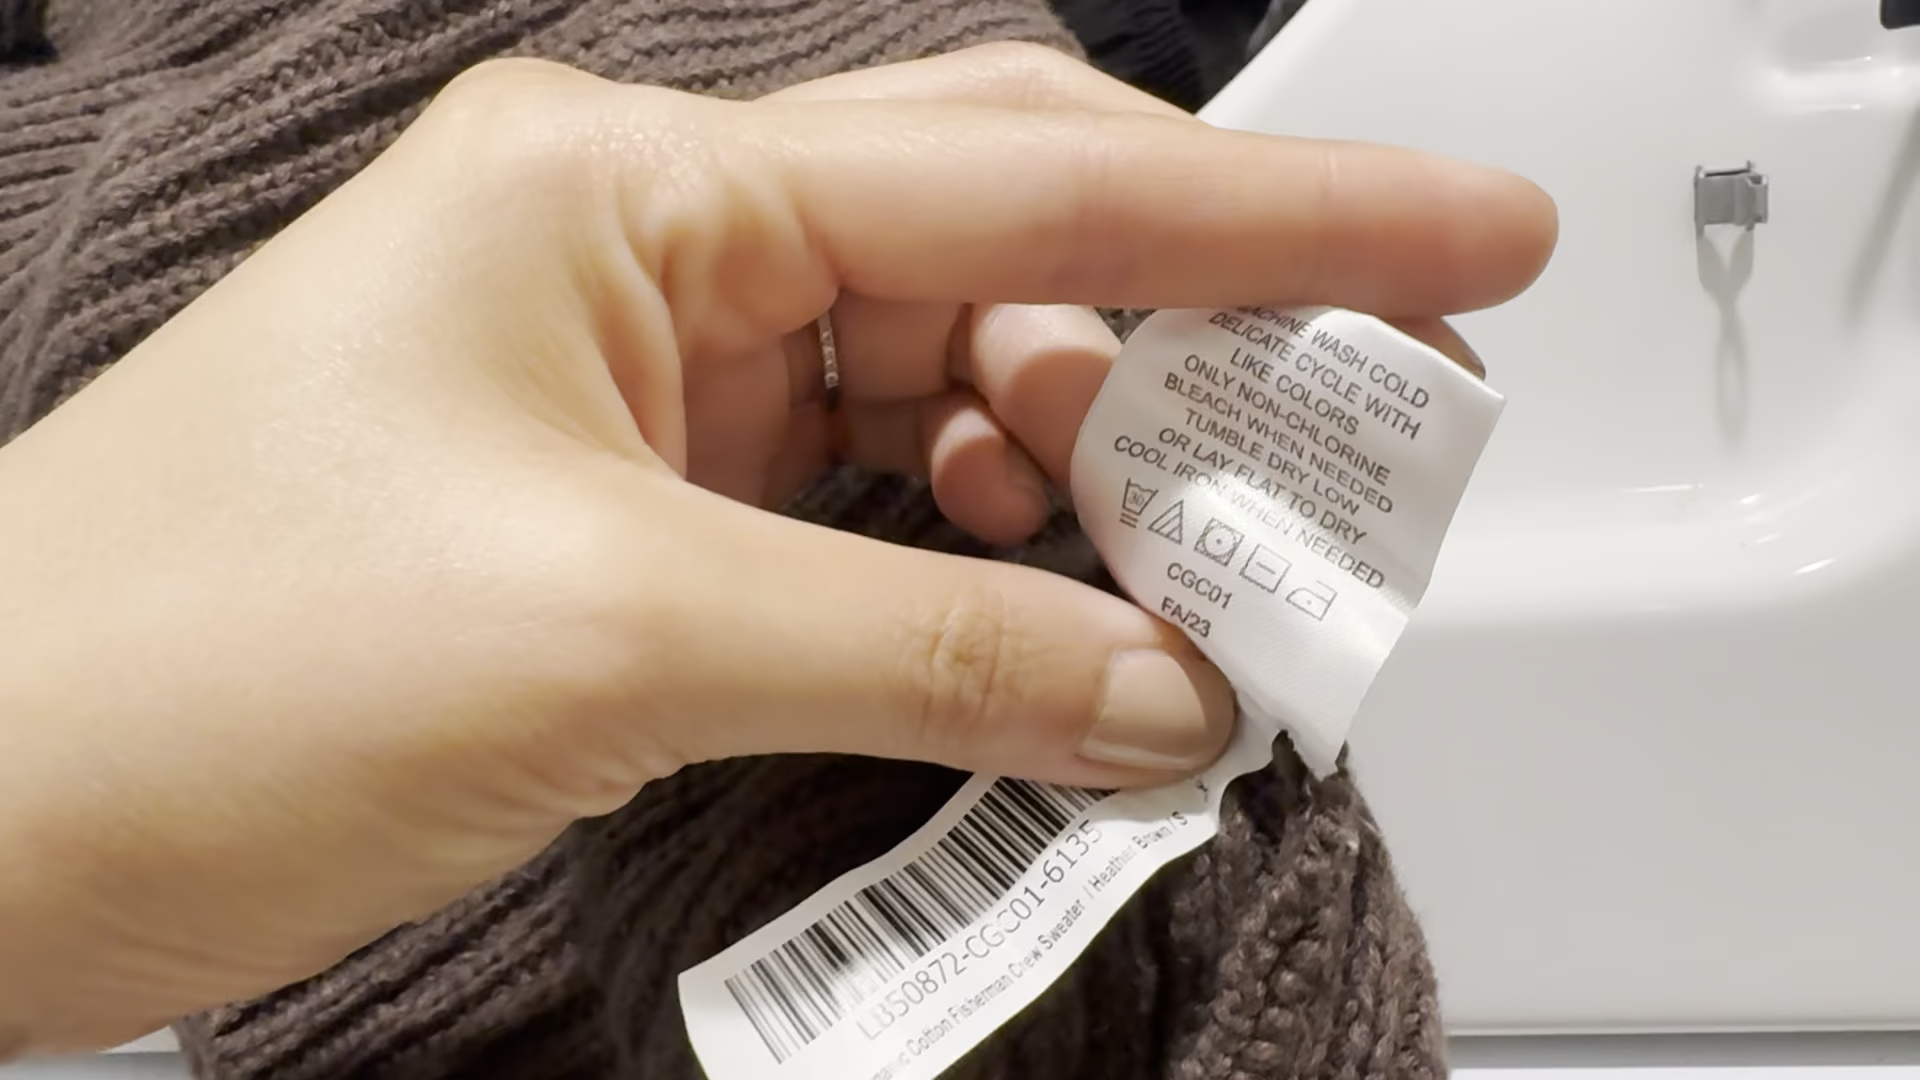 WASH COLD
DELICATE CYCLE WITH
LIKE COLORS
ONLY NON-CHLORINE
BLEACH WHEN NEEDED
TUMBLE DRY LOW
OR LAY FLAT TO DRY
COOL IRON WHEN NEEDED
30
CGC01
FA/23
LB50872-CGC01-6135
Cotton Fisherman Crew Sweater / Heather Brown / S